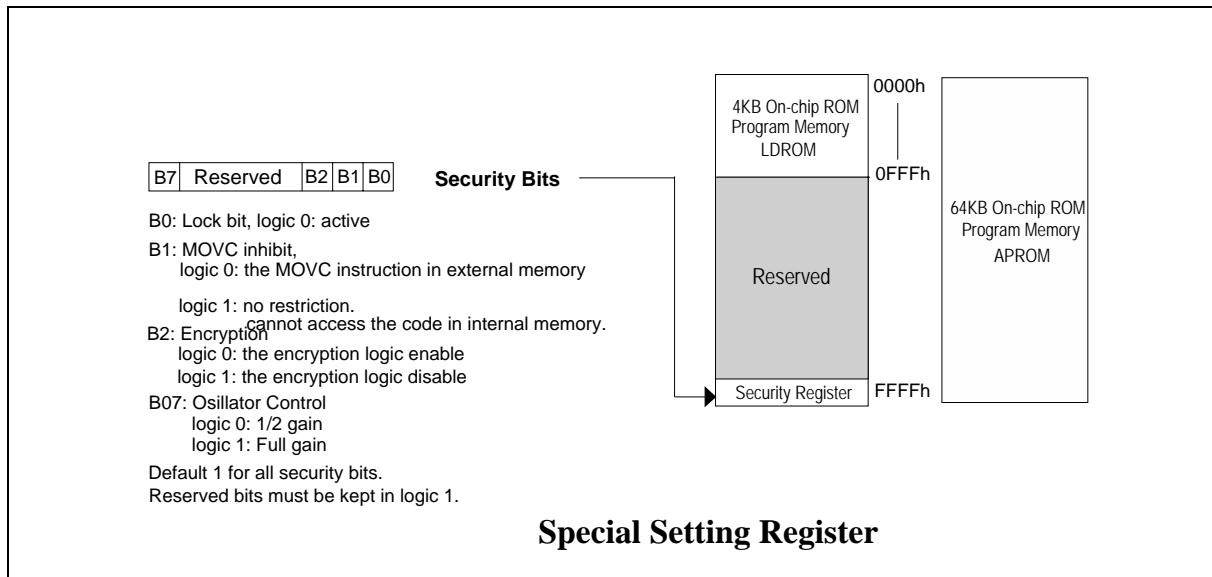 B7 Reserved B2 B1 B0
Security Bits
B0: Lock bit, logic 0: active
B1: MOVC inhibit,
logic 0: the MOVC instruction in external memory
logic 1: no restriction.
cannot access the code in internal memory.
B2: Encryption
logic 0: the encryption logic enable
logic 1: the encryption logic disable
B07: Osillator Control
logic 0: 1/2 gain
logic 1: Full gain
Default 1 for all security bits.
Reserved bits must be kept in logic 1.
4KB On-chip ROM
Program Memory
LDROM
0000h
0FFFh
Reserved
Security Register
FFFFh
64KB On-chip ROM
Program Memory
APROM
Special Setting Register